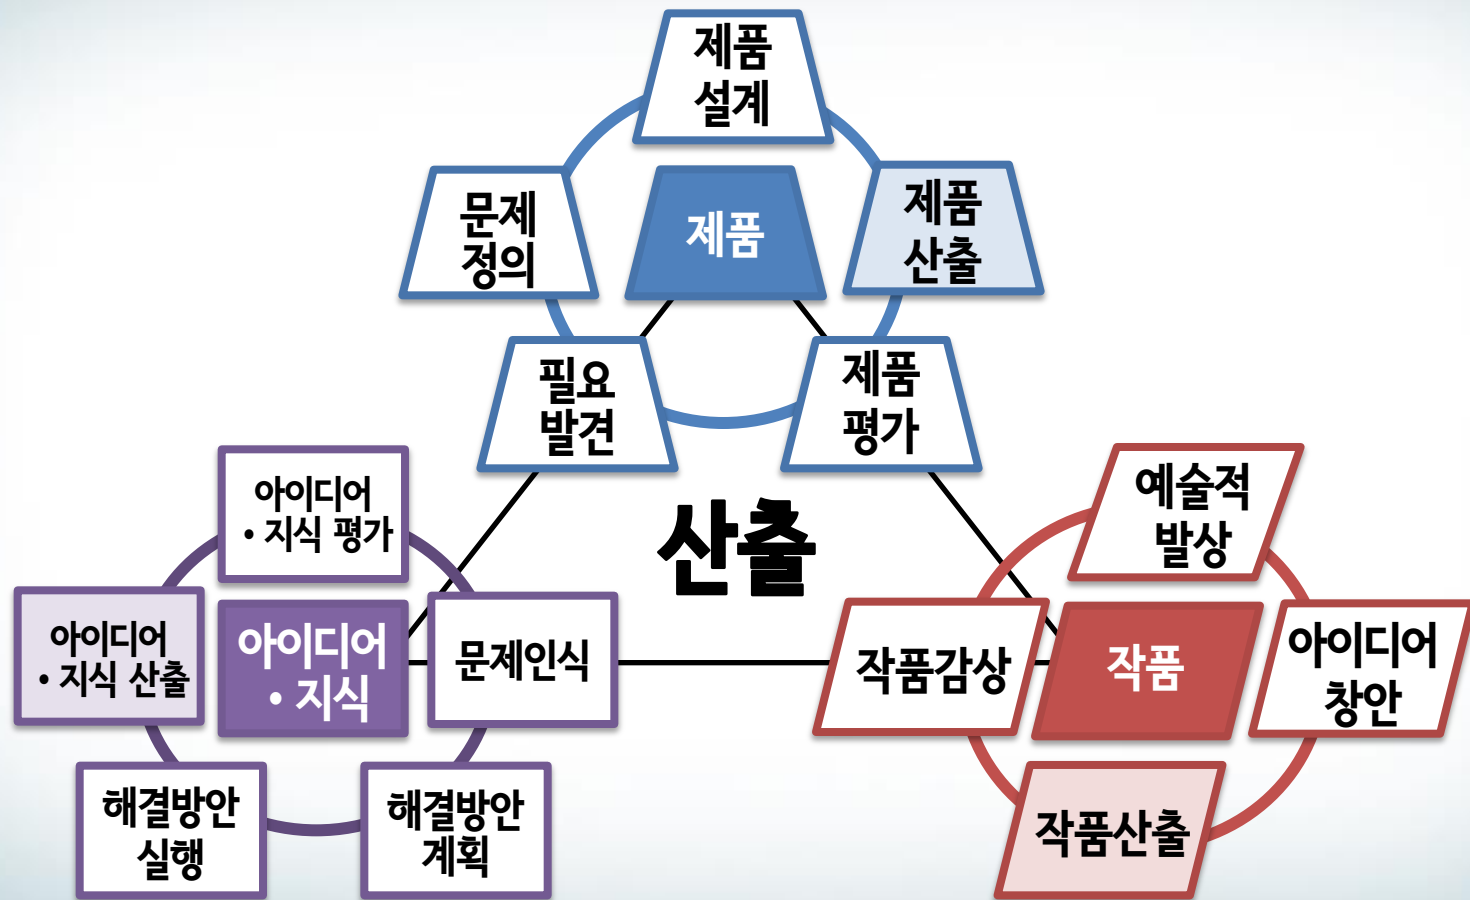 제품
설계
문제
정의
제품
제품
산출
필요
발견
제품
평가
산출
아이디어
• 지식 평가
아이디어
• 지식 산출
아이디어
• 지식
문제인식
해결방안
실행
해결방안
계획
예술적
발상
작품감상
작품
아이디어
창안
작품산출